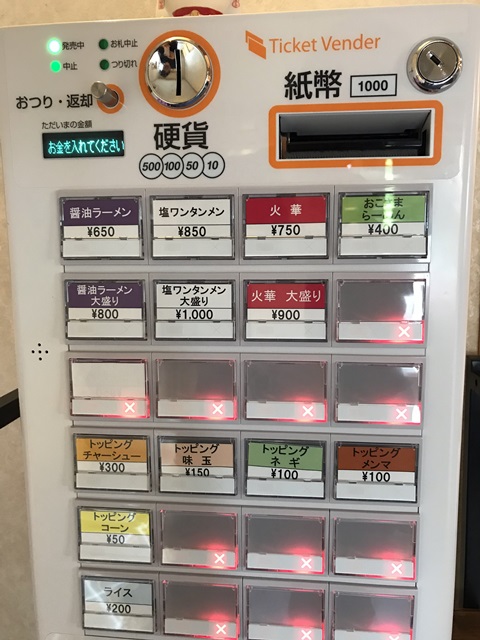 発売中
お札中止
中止
つり切れ
Ticket Vender
おつり・返却
紙幣 1000
ただいまの金額
お金を入れてください
硬貨
500 100 50 10
醤油ラーメン
¥650
塩ワンタンメン
¥850
火華
¥750
おこさま
らーめん
¥400
醤油ラーメン
大盛り
¥800
塩ワンタンメン
大盛り
¥1,000
火華 大盛り
¥900
トッピング
チャーシュー
¥300
トッピング
味玉
¥150
トッピング
ネギ
¥100
トッピング
メンマ
¥100
トッピング
コーン
¥50
ライス
¥200